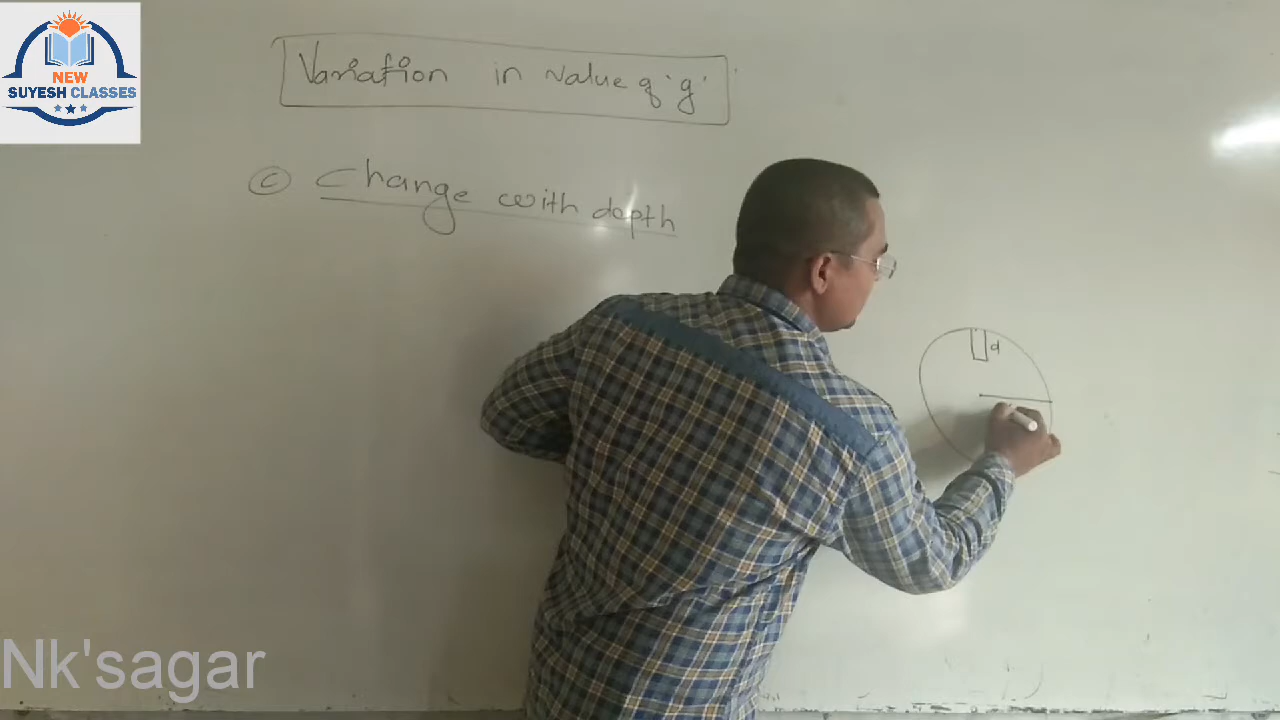 NEW
SUYESH CLASSES
Variation in value of 'g'
(c) Change with depth
d
Nk'sagar